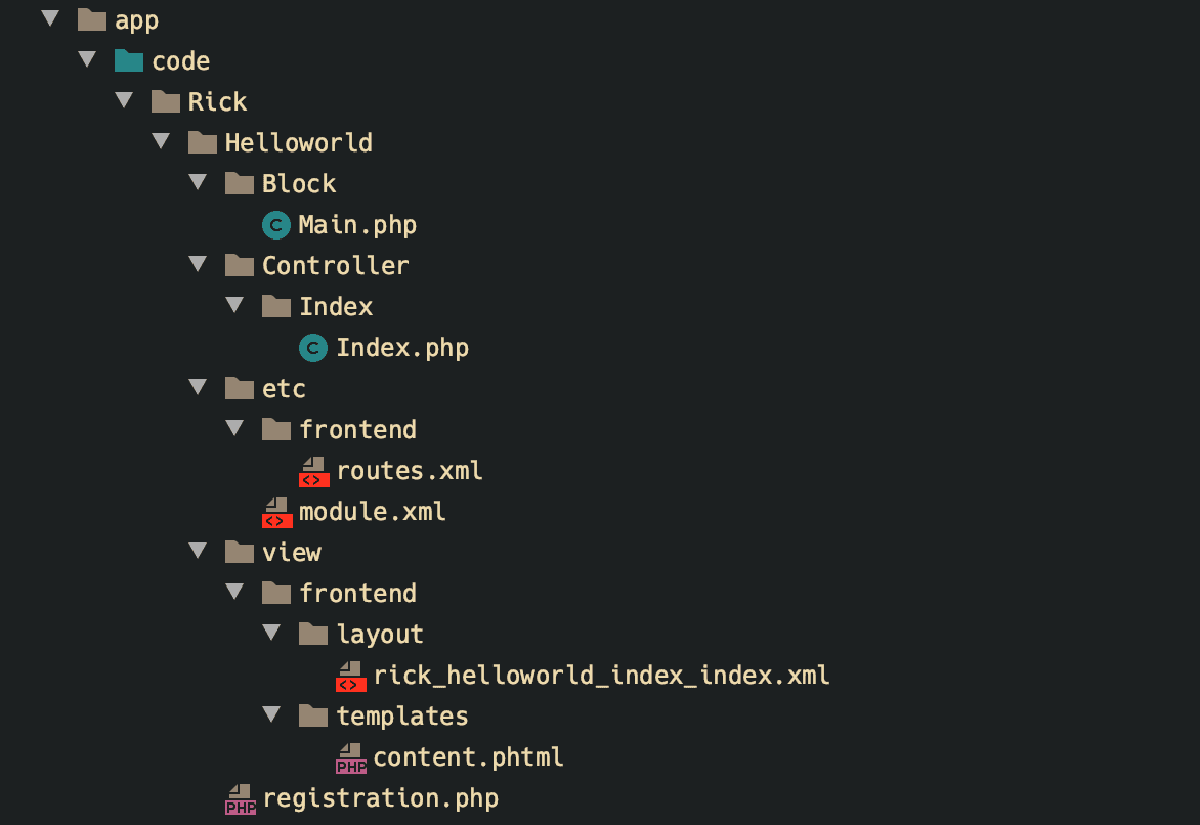 app
code
Rick
Helloworld
Block
C Main.php
Controller
Index
C Index.php
etc
frontend
<> routes.xml
<> module.xml
view
frontend
layout
<> rick_helloworld_index_index.xml
templates
PHP content.phtml
PHP registration.php